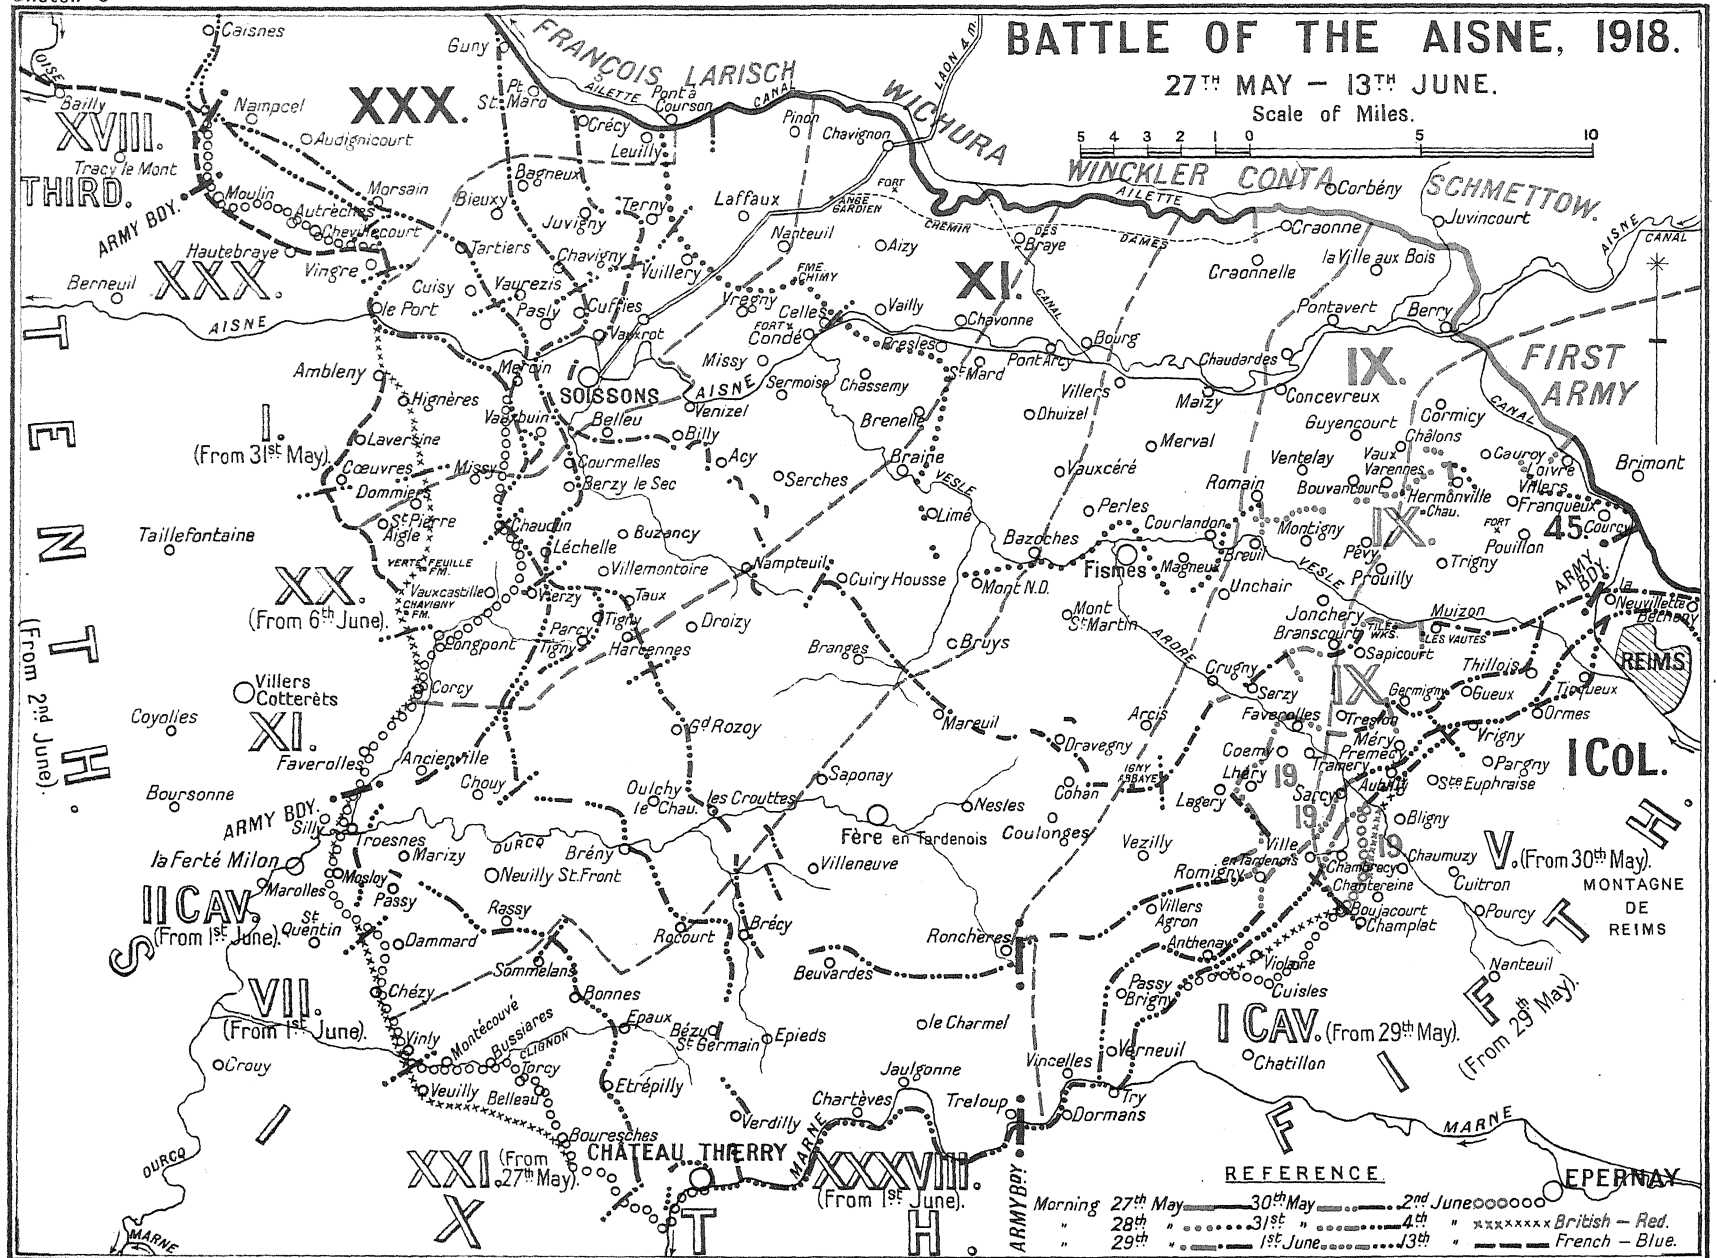 BATTLE OF THE AISNE, 1918.
27TH MAY – 13TH JUNE.
Scale of Miles.
5 4 3 2 1 0 5 10
Caisnes
OISE
Bailly
XVIII.
Nampcel
Audignicourt
Tracy le Mont
THIRD.
ARMY BDY.
Moulin
Autrêches
Chevillecourt
Hautebraye
Vingre
Morsain
XXX.
XXX.
Berneuil
AISNE
le Port
Guny
Pt
St. Mard
FRANÇOIS LARISCH
AILETTE
CANAL
Pont à
Courson
Crécy
Leuilly
Bagneux
Bieuxy
Juvigny
Terny
Tartiers
Chavigny
Vuillery
Cuisy
Vaurezis
Pasly
Cuffies
Vauxrot
Pinon
Chavignon
LAON 4 m.
WICHURA
Laffaux
FORT
ANGE
GARDIEN
Nanteuil
Aizy
CHEMIN
DES
DAMES
Braye
FME.
CHIMY
Vregny
Celles
Vailly
XI.
Chavonne
CANAL
FORT
Condé
Missy
Presles
St. Mard
Pont Arcy
Bourg
WINCKLER
CONTA
AILETTE
Corbény
SCHMETTOW.
Juvincourt
AISNE
CANAL
Craonne
Craonnelle
la Ville aux Bois
Pontavert
Berry
Chaudardes
IX.
FIRST
ARMY
Ambleny
Mercin
SOISSONS
AISNE
Sermoise
Chassemy
Venizel
Villers
Maizy
Concevreux
CANAL
Hignères
I.
(From 31st May).
Laversine
Vauxbuin
Belleu
Billy
Brenelle
Dhuizel
Guyencourt
Cormicy
Châlons
Cœuvres
Missy
Courmelles
Acy
Braine
Merval
Vauxcéré
Ventelay
Vaux
Varennes
Cauroy
Loivre
Brimont
Dommiers
Berzy le Sec
Serches
VESLE
Romain
Bouvancourt
Hermonville
Villers
Franqueux
St. Pierre
Aigle
Chaudun
Buzancy
Limé
Perles
Courlandon
Montigny
IX.
Chau.
FORT
Pouillon
45.
Courcy
Taillefontaine
Léchelle
VERTE FEUILLE
FM.
Villemontoire
Nampteuil
Bazoches
Fismes
Magneux
Breuil
Pévy
Prouilly
Trigny
ARMY
BDY.
XX.
(From 6th June).
Vauxcastille
CHAVIGNY
FM.
Vierzy
Taux
Cuiry Housse
Mont N.D.
Unchair
VESLE
Jonchery
Muizon
la
Neuvillette
Bétheny
Longpont
Parcy
Tigny
Tigny
Hartennes
Droizy
Branges
Bruys
Mont
St. Martin
ARDRE
Branscourt
TILE
WKS.
LES VAUTES
Sapicourt
Thillois
REIMS
Corcy
Villers
Cotterêts
Crugny
Serzy
IX
Germigny
Gueux
Tinqueux
Coyolles
XI.
Gd Rozoy
Mareuil
Arcis
Faverolles
Treslon
Ormes
Faverolles
Ancienville
Dravegny
Coemy
Méry
Premecy
Tramery
Vrigny
Pargny
I COL.
Chouy
Oulchy
le Chau.
les Crouttes
Saponay
Cohan
IGNY
ABBAYE
Lhéry
19.
Aubilly
Ste Euphraise
Boursonne
ARMY BDY.
Silly
Nesles
Fère en Tardenois
Coulonges
Lagery
Sarcy
19.
Bligny
la Ferté Milon
Troesnes
Marizy
OURCQ
Brény
Vezilly
Ville
en Tardenois
19
Chaumuzy
V. (From 30th May).
Marolles
Mosloy
Passy
Neuilly St. Front
Villeneuve
Romigny
Chambrecy
Chantereine
Cuitron
MONTAGNE
DE
REIMS
II CAV.
(From 1st June).
St
Quentin
Rassy
Rocourt
Brécy
Roncheres
Villers
Agron
Boujacourt
Champlat
Pourcy
Dammard
Sommelans
Beuvardes
Anthenay
Violaine
Nanteuil
VII.
(From 1st June).
Chézy
Bonnes
Passy
Brigny
Cuisles
Vinly
Montécouvé
Bussiares
CLIGNON
Epaux
Bézu
St Germain
Epieds
le Charmel
I CAV. (From 29th May).
Crouy
Veuilly
Torcy
Belleau
Etrépilly
Jaulgonne
Vincelles
Verneuil
Chatillon
Bouresches
Verdilly
Chartèves
Treloup
Try
Dormans
OURCQ
MARNE
XXI. (From
27th May).
CHÂTEAU THIERRY
MARNE
XXXVIII.
(From 1st June).
ARMY BDY.
MARNE
EPERNAY
TENTH.
(From 2nd June).
SIXTH.
FIFTH.
(From 29th May).
REFERENCE.
Morning 27th May 30th May 2nd June
" 28th " 31st " 4th " British – Red.
" 29th " 1st June 13th " French – Blue.